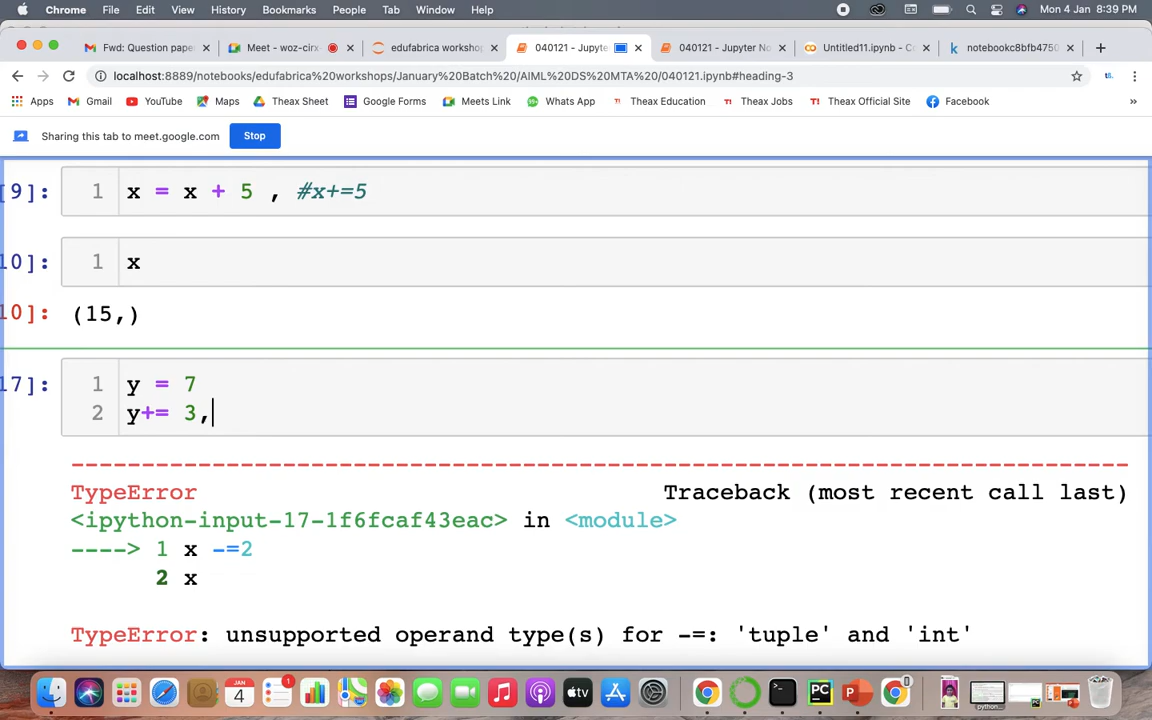 Chrome File Edit View History Bookmarks People Tab Window Help Mon 4 Jan 8:39 PM
Fwd: Question pape Meet - woz-cirx- edufabrica worksho 040121 - Jupyte 040121 - Jupyter No Untitled11.ipynb - C notebookc8bfb4750
localhost:8889/notebooks/edufabrica%20workshops/January%20Batch%20/AIML%20DS%20MTA%20/040121.ipynb#heading-3
Apps Gmail YouTube Maps Theax Sheet Google Forms Meets Link Whats App Theax Education Theax Jobs Theax Official Site Facebook »
Sharing this tab to meet.google.com Stop
[9]: 1 x = x + 5 , #x+=5
10]: 1 x
10]: (15,)
17]: 1 y = 7
2 y+= 3,
---------------------------------------------------------------------------
TypeError Traceback (most recent call last)
<ipython-input-17-1f6fcaf43eac> in <module>
----> 1 x -=2
2 x
TypeError: unsupported operand type(s) for -=: 'tuple' and 'int'